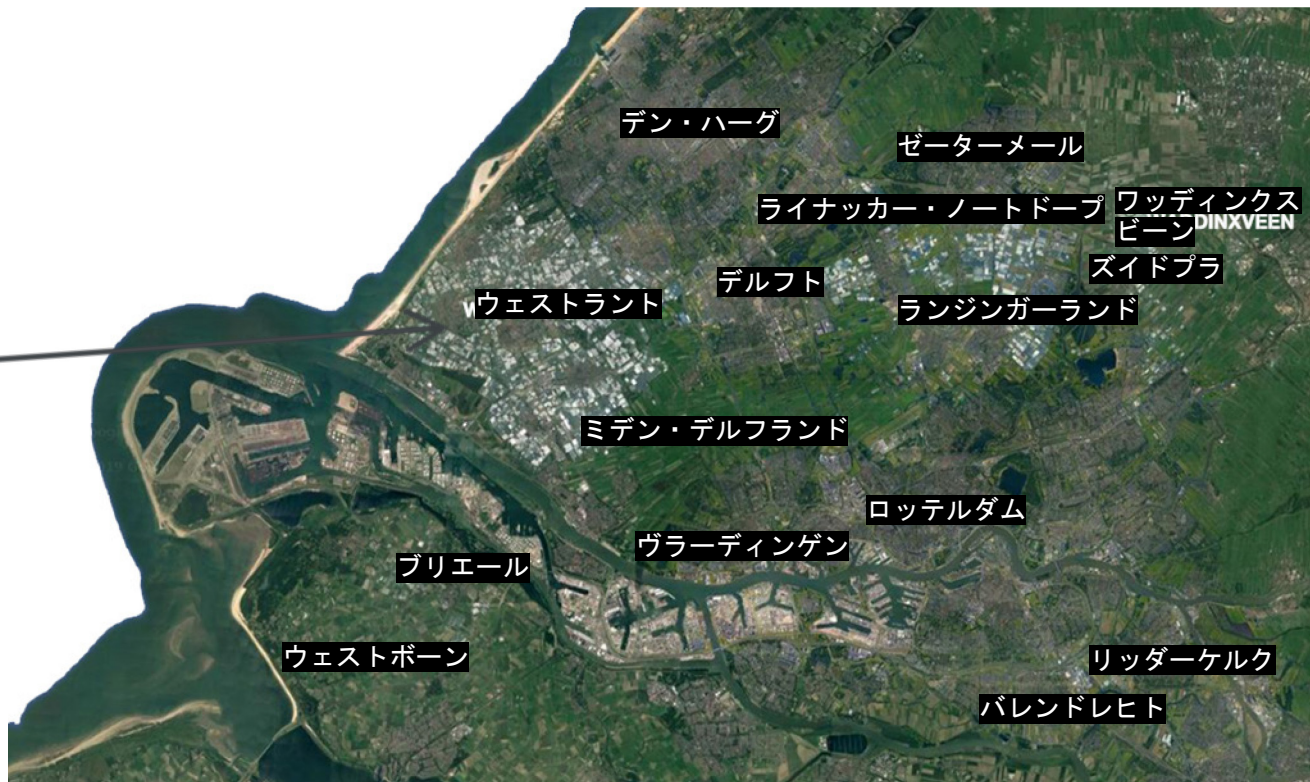 デン・ハーグ
ゼーターメール
ライナッカー・ノートドープ
ワッディンクス
ビーン
DINXVEEN
ズイドプラ
デルフト
ウェストラント
W
ランジンガーランド
ミデン・デルフランド
ロッテルダム
ヴラーディンゲン
ブリエール
ウェストボーン
リッダーケルク
バレンドレヒト